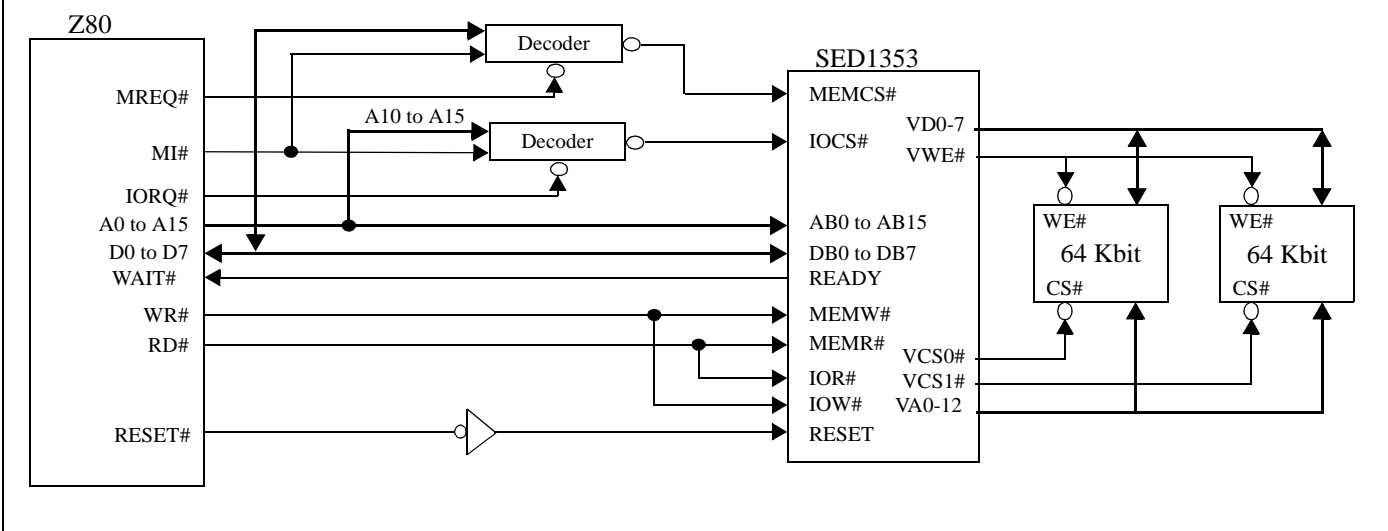 Z80
MREQ#
MI#
IORQ#
A0 to A15
D0 to D7
WAIT#
WR#
RD#
RESET#
Decoder
A10 to A15
Decoder
SED1353
MEMCS#
IOCS#
AB0 to AB15
DB0 to DB7
READY
MEMW#
MEMR#
IOR#
IOW#
RESET
VD0-7
VWE#
VCS0#
VCS1#
VA0-12
WE#
64 Kbit
CS#
WE#
64 Kbit
CS#